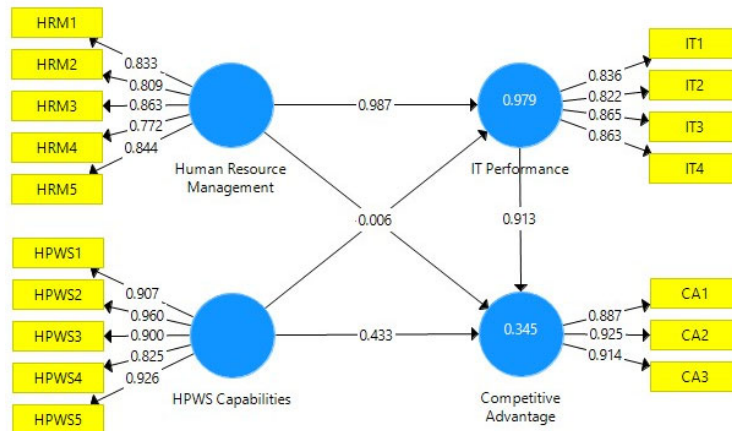 HRM1
HRM2
HRM3
HRM4
HRM5
0.833
0.809
0.863
0.772
0.844
Human Resource
Management
0.987
0.979
IT Performance
0.836
0.822
0.865
0.863
IT1
IT2
IT3
IT4
0.006
0.913
HPWS1
HPWS2
HPWS3
HPWS4
HPWS5
0.907
0.960
0.900
0.825
0.926
HPWS Capabilities
0.433
0.345
Competitive
Advantage
0.887
0.925
0.914
CA1
CA2
CA3